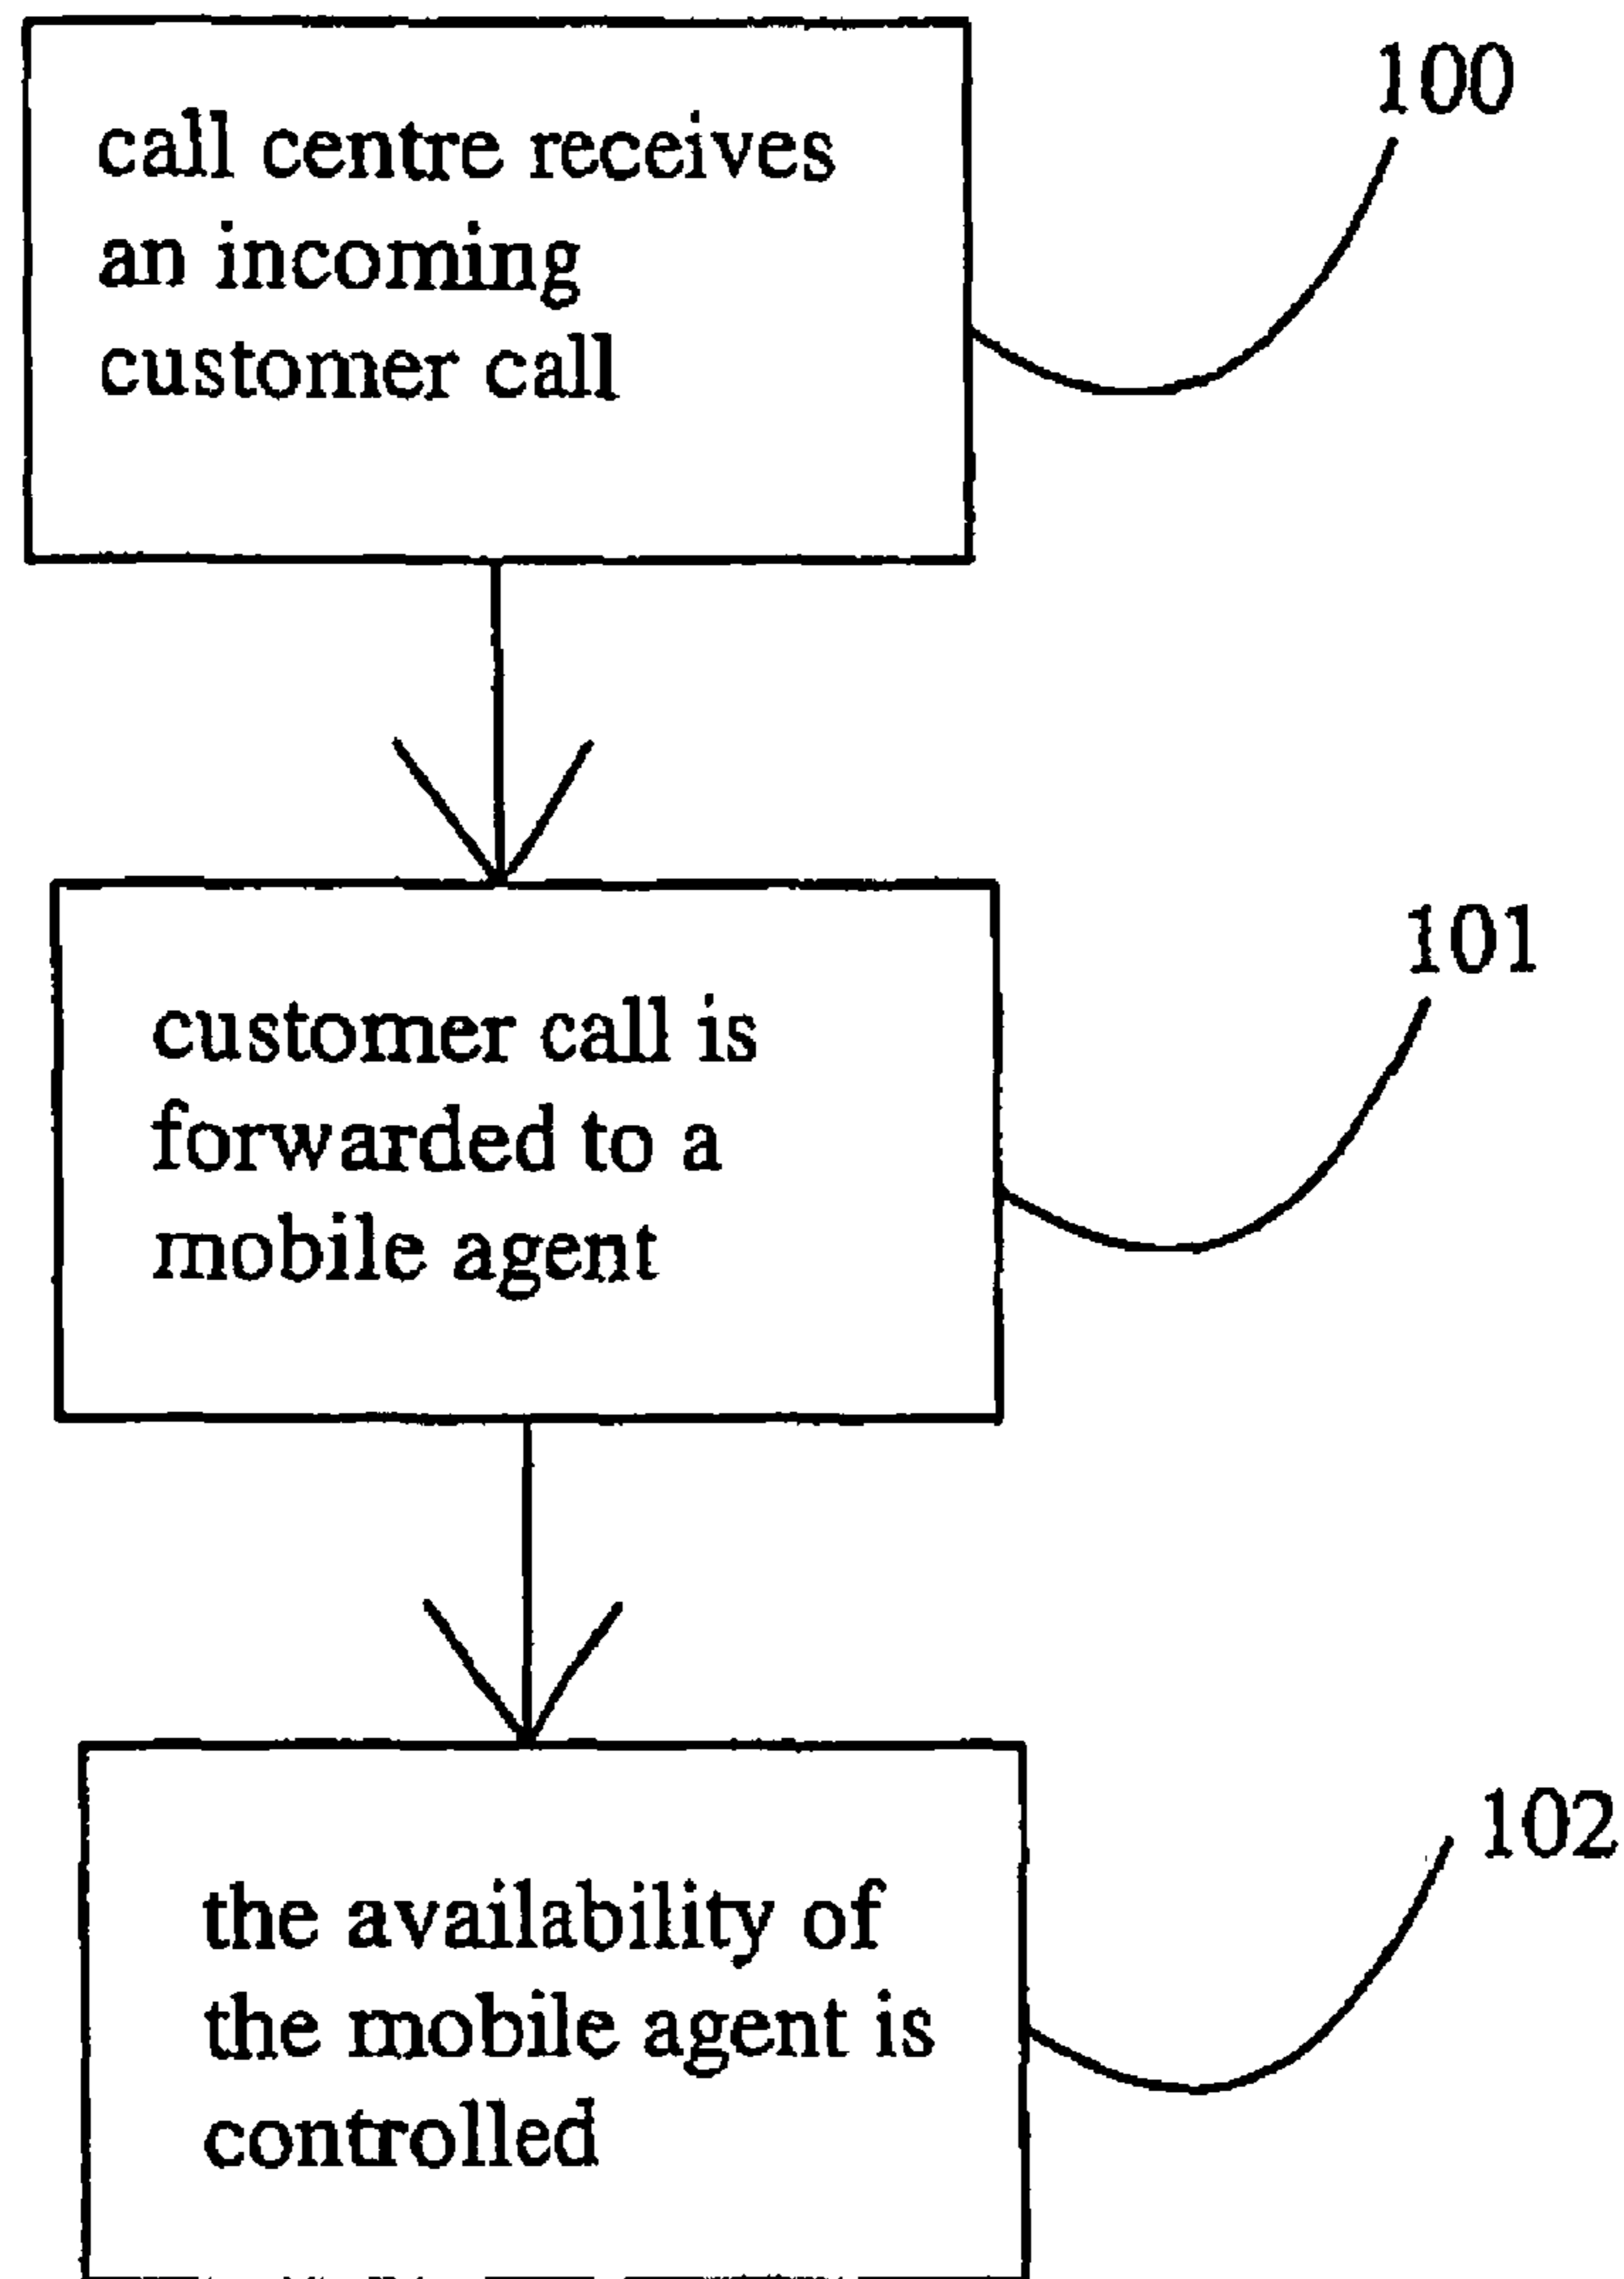 100
call centre receives
an incoming
customer call
101
customer call is
forwarded to a
mobile agent
102
the availability of
the mobile agent is
controlled